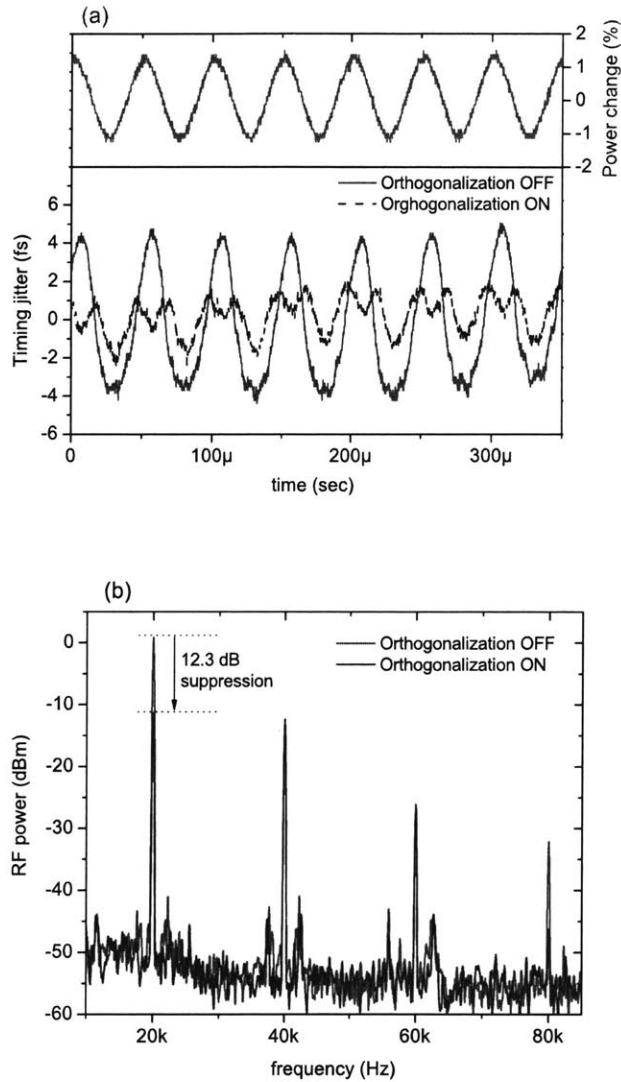 (a)
2
1
0
-1
-2
Power change (%)
Orthogonalization OFF
Orghogonalization ON
6
4
2
0
-2
-4
-6
Timing jitter (fs)
0 100µ 200µ 300µ
time (sec)
(b)
0
-10
-20
-30
-40
-50
-60
RF power (dBm)
12.3 dB
suppression
Orthogonalization OFF
Orthogonalization ON
20k 40k 60k 80k
frequency (Hz)